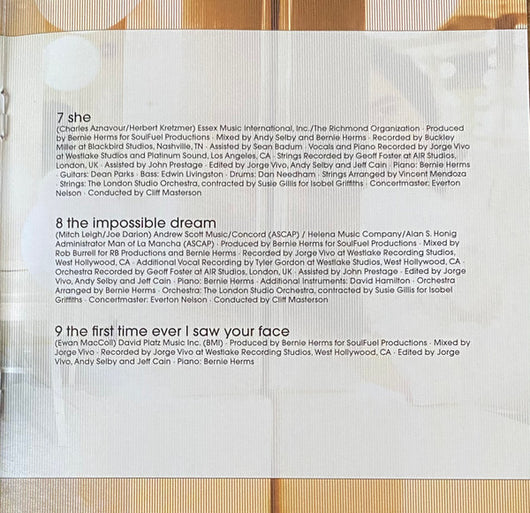 7 she
(Charles Aznavour/Herbert Kretzmer) Essex Music International, Inc./The Richmond Organization · Produced
by Bernie Herms for SoulFuel Productions · Mixed by Andy Selby and Bernie Herms · Recorded by Buckley
Miller at Blackbird Studios, Nashville, TN · Assisted by Sean Badum · Vocals and Piano Recorded by Jorge Vivo
at Westlake Studios and Platinum Sound, Los Angeles, CA · Strings Recorded by Geoff Foster at AIR Studios,
London, UK · Assisted by John Prestage · Edited by Jorge Vivo, Andy Selby and Jeff Cain · Piano: Bernie Herms
· Guitars: Dean Parks · Bass: Edwin Livingston · Drums: Dan Needham · Strings Arranged by Vincent Mendoza
· Strings: The London Studio Orchestra, contracted by Susie Gillis for Isobel Griffiths · Concertmaster: Everton
Nelson · Conducted by Cliff Masterson
8 the impossible dream
(Mitch Leigh/Joe Darion) Andrew Scott Music/Concord (ASCAP) / Helena Music Company/Alan S. Honig
Administrator Man of La Mancha (ASCAP) · Produced by Bernie Herms for SoulFuel Productions · Mixed by
Rob Burrell for RB Productions and Bernie Herms · Recorded by Jorge Vivo at Westlake Recording Studios,
West Hollywood, CA · Additional Vocal Recording by Tyler Gordon at Westlake Studios, West Hollywood, CA ·
Orchestra Recorded by Geoff Foster at AIR Studios, London, UK · Assisted by John Prestage · Edited by Jorge
Vivo, Andy Selby and Jeff Cain · Piano: Bernie Herms · Additional Instruments: David Hamilton · Orchestra
Arranged by Bernie Herms · Orchestra: The London Studio Orchestra, contracted by Susie Gillis for Isobel
Griffiths · Concertmaster: Everton Nelson · Conducted by Cliff Masterson
9 the first time ever I saw your face
(Ewan MacColl) David Platz Music Inc. (BMI) · Produced by Bernie Herms for SoulFuel Productions · Mixed by
Jorge Vivo · Recorded by Jorge Vivo at Westlake Recording Studios, West Hollywood, CA · Edited by Jorge
Vivo, Andy Selby and Jeff Cain · Piano: Bernie Herms